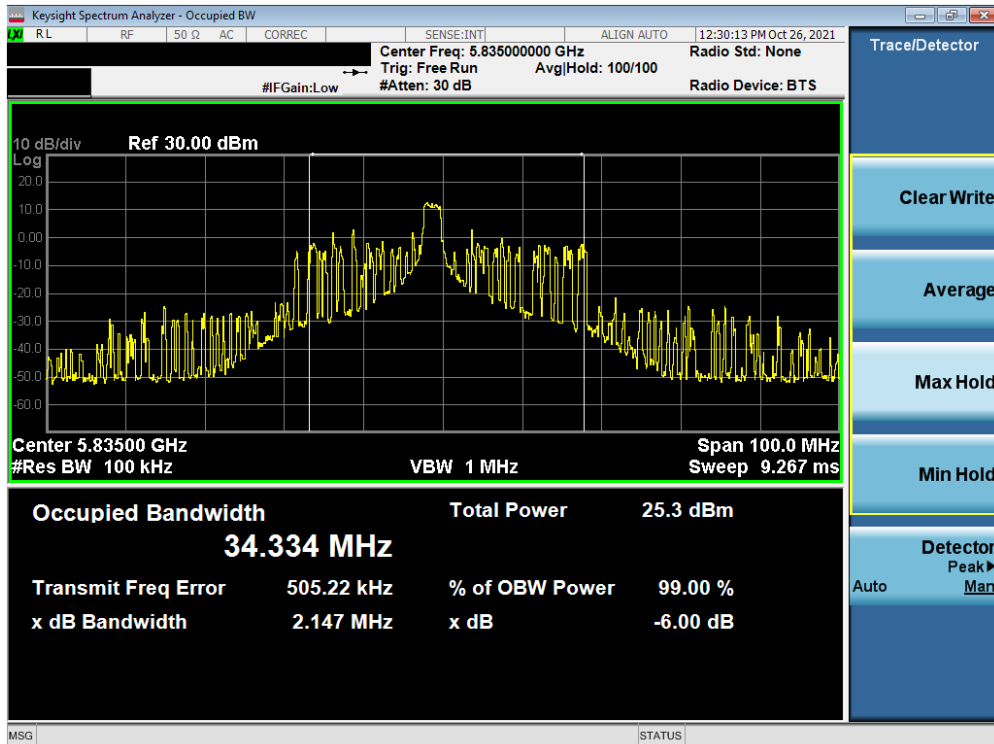 Keysight Spectrum Analyzer - Occupied BW
LXI RL RF 50 Ω AC CORREC SENSE:INT ALIGN AUTO 12:30:13 PM Oct 26, 2021
Center Freq: 5.835000000 GHz Radio Std: None
Trig: Free Run Avg|Hold: 100/100
#IFGain:Low #Atten: 30 dB Radio Device: BTS
Trace/Detector
10 dB/div Ref 30.00 dBm
Log
20.0
10.0
0.00
-10.0
-20.0
-30.0
-40.0
-50.0
-60.0
Center 5.83500 GHz Span 100.0 MHz
#Res BW 100 kHz VBW 1 MHz Sweep 9.267 ms
Occupied Bandwidth Total Power 25.3 dBm
34.334 MHz
Transmit Freq Error 505.22 kHz % of OBW Power 99.00 %
x dB Bandwidth 2.147 MHz x dB -6.00 dB
Clear Write
Average
Max Hold
Min Hold
Detector
Peak▶
Auto Man
MSG STATUS